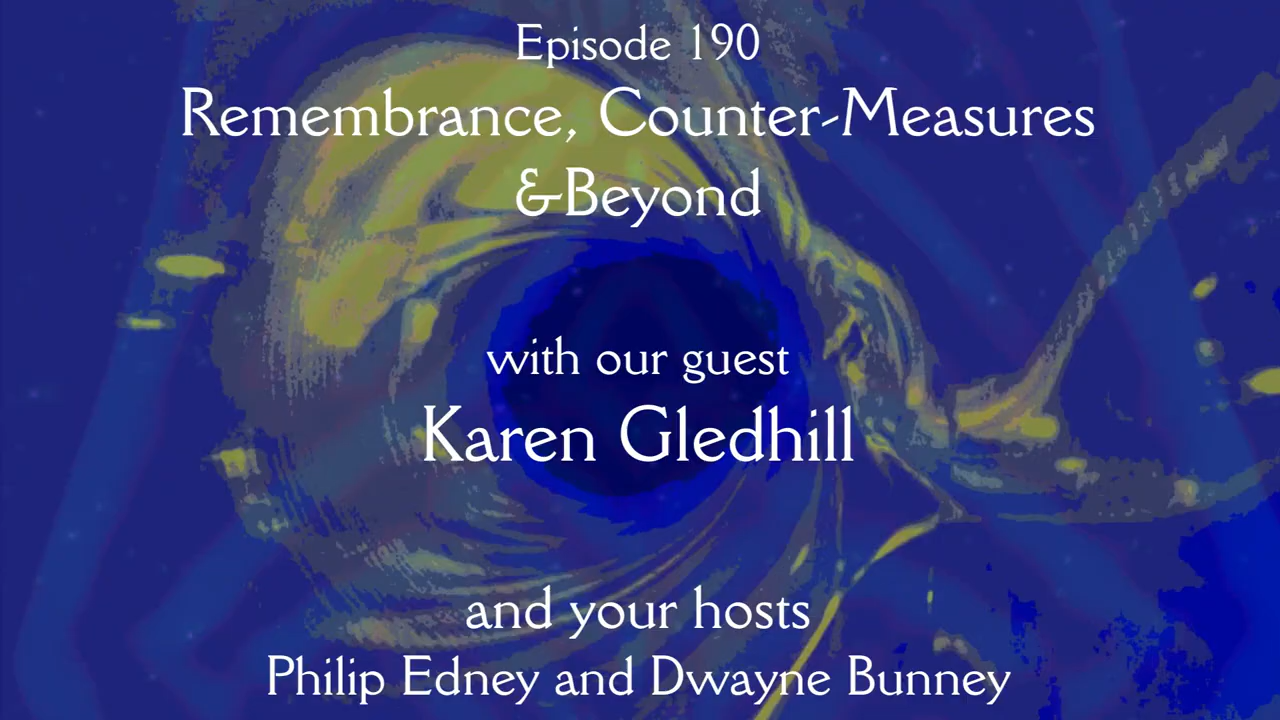 Episode 190
Remembrance, Counter-Measures
&Beyond
with our guest
Karen Gledhill
and your hosts
Philip Edney and Dwayne Bunney